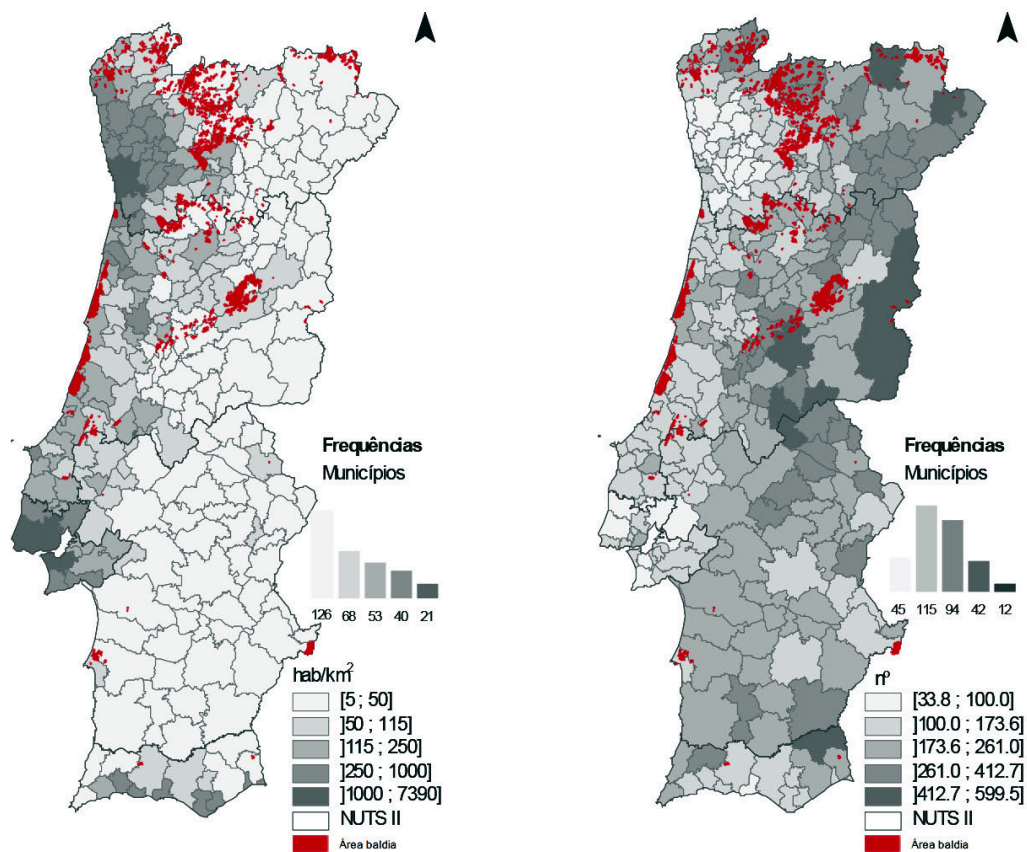 Frequências
Municípios
126 68 53 40 21
hab/km²
]5 ; 50]
]50 ; 115]
]115 ; 250]
]250 ; 1000]
]1000 ; 7390]
NUTS II
Área baldia
Frequências
Municípios
45 115 94 42 12
nº
[33.8 ; 100.0]
]100.0 ; 173.6]
]173.6 ; 261.0]
]261.0 ; 412.7]
]412.7 ; 599.5]
NUTS II
Área baldia